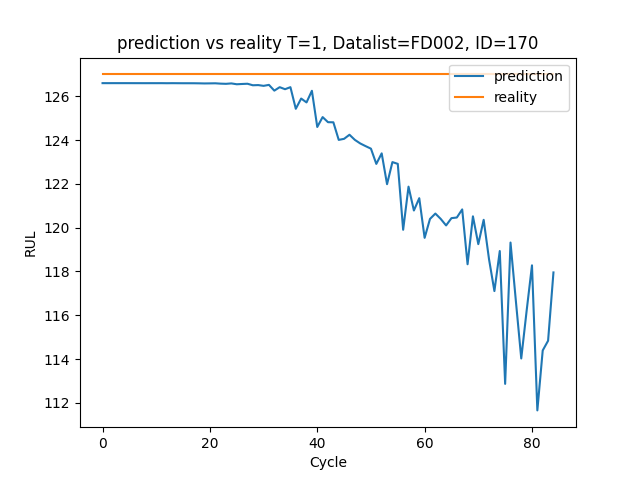 prediction vs reality T=1, Datalist=FD002, ID=170
prediction
reality
126
124
122
120
118
116
114
112
RUL
0 20 40 60 80
Cycle